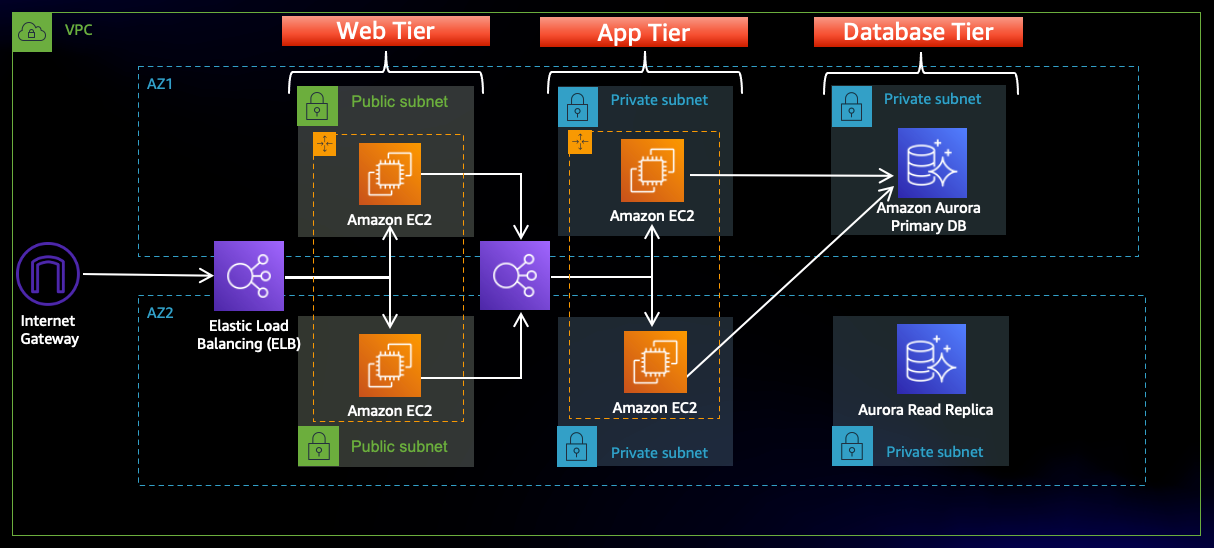 VPC
Web Tier
App Tier
Database Tier
AZ1
Public subnet
Private subnet
Private subnet
Amazon EC2
Amazon EC2
Amazon Aurora
Primary DB
Internet
Gateway
Elastic Load
Balancing (ELB)
AZ2
Amazon EC2
Amazon EC2
Aurora Read Replica
Public subnet
Private subnet
Private subnet